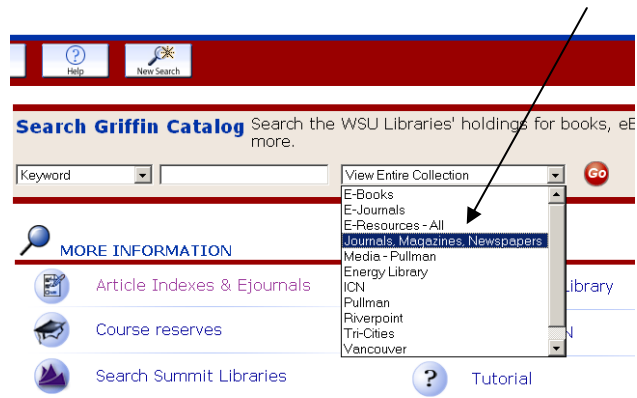 Help
New Search
Search Griffin Catalog Search the WSU Libraries' holdings for books, eB
more.
Keyword
View Entire Collection
Go
E-Books
E-Journals
E-Resources - All
Journals, Magazines, Newspapers
Media - Pullman
Energy Library
ICN
Pullman
Riverpoint
Tri-Cities
Vancouver
MORE INFORMATION
Article Indexes & Ejournals
Library
Course reserves
N
Search Summit Libraries
? Tutorial